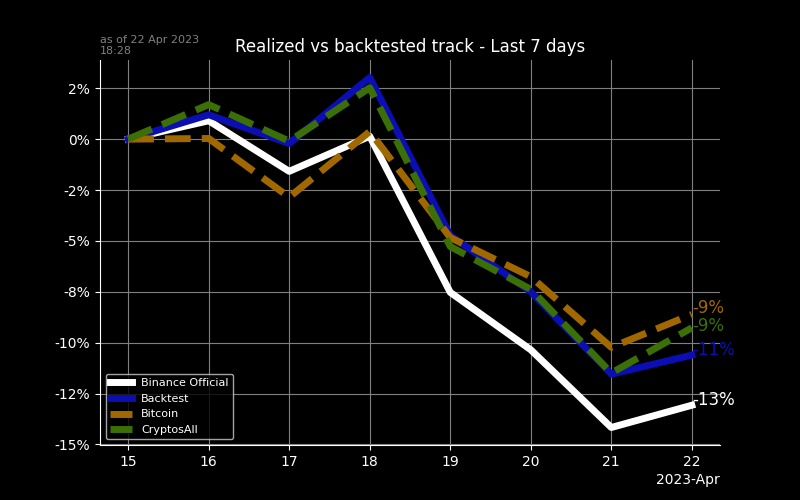 as of 22 Apr 2023
18:28
Realized vs backtested track - Last 7 days
2%
0%
-2%
-5%
-8%
-10%
-12%
-15%
-9%
-9%
-11%
-13%
Binance Official
Backtest
Bitcoin
CryptosAll
15 16 17 18 19 20 21 22
2023-Apr